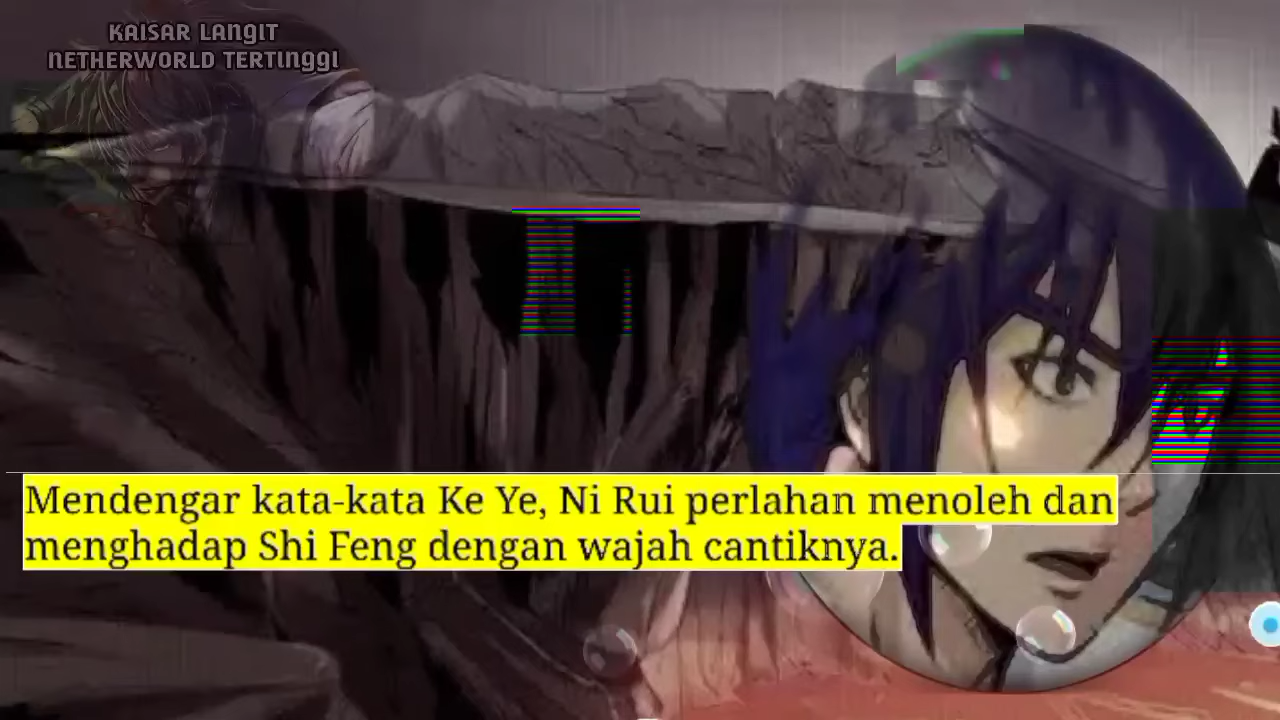 KAISAR LANGIT
NETHERWORLD TERTINGGI
Mendengar kata-kata Ke Ye, Ni Rui perlahan menoleh dan
menghadap Shi Feng dengan wajah cantiknya.